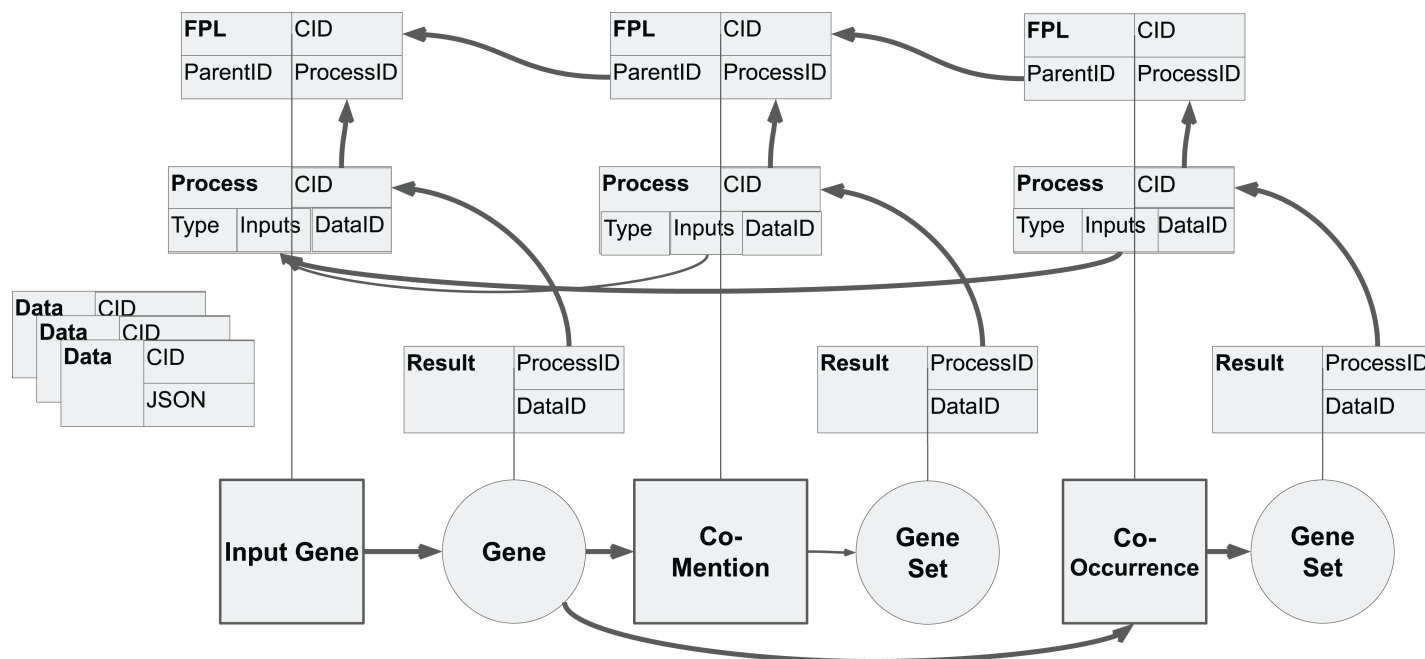 FPL CID
ParentID ProcessID
FPL CID
ParentID ProcessID
FPL CID
ParentID ProcessID
Process CID
Type Inputs DataID
Process CID
Type Inputs DataID
Process CID
Type Inputs DataID
Data CID
Data CID
Data CID
JSON
Result ProcessID
DataID
Result ProcessID
DataID
Result ProcessID
DataID
Input Gene
Gene
Co-
Mention
Gene
Set
Co-
Occurrence
Gene
Set